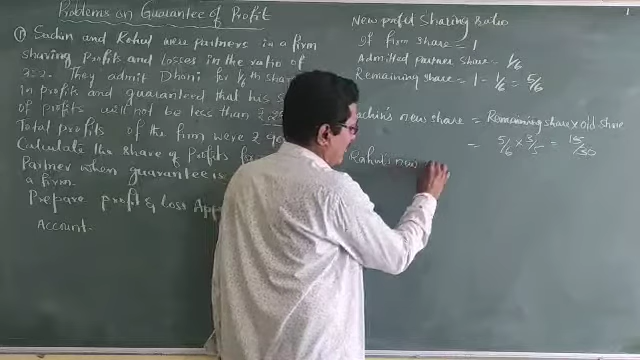 Problems on Guarantee of Profit
① Sachin and Rahul were partners in a firm
sharing profits and losses in the ratio of
3:2. They admit Dhoni for 1/6 th share
in profits and guaranteed that his s
of profits will not be less than
Total profits of the firm were ₹ 90
Calculate the share of profits for
Partner when guarantee is
a firm.
Prepare profit & loss App
Account.
New profit sharing ratio
If firm share = 1
Admitted partner share = 1/6
Remaining share = 1 - 1/6 = 5/6
achin's new share = Remaining share x old share
= 5/6 x 3/5 = 15/30
Rahul's new
1